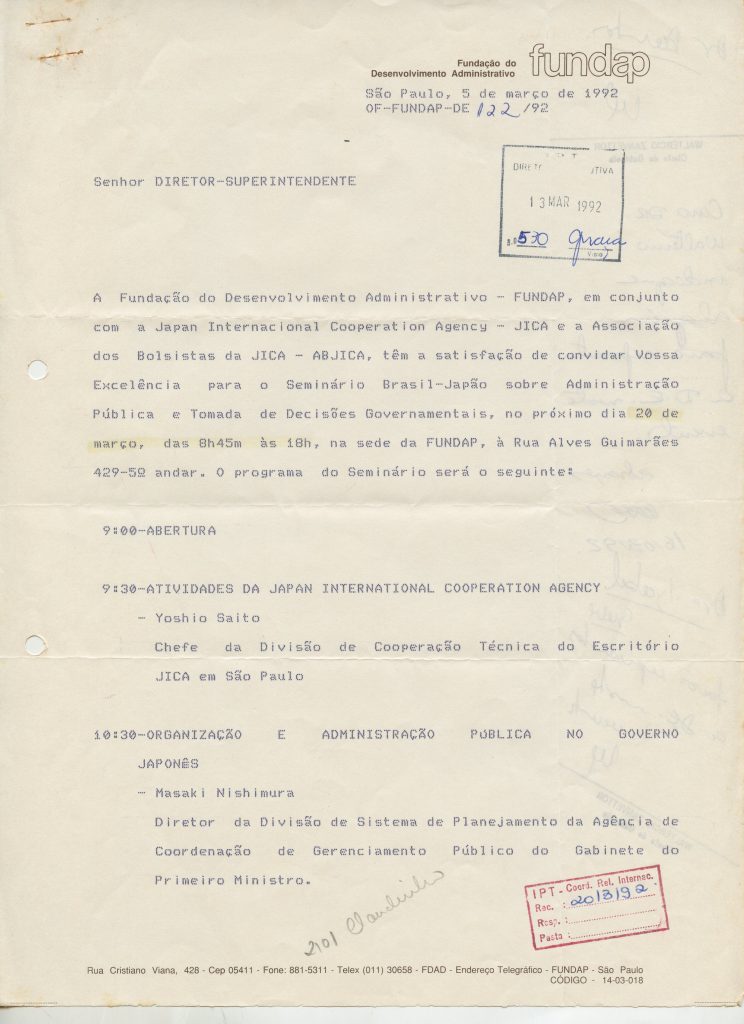 Fundação do
Desenvolvimento Administrativo
fundap
São Paulo, 5 de março de 1992
OF-FUNDAP-DE 122/92
Senhor DIRETOR-SUPERINTENDENTE
13 MAR 1992
530
Visto
A Fundação do Desenvolvimento Administrativo - FUNDAP, em conjunto
com a Japan Internacional Cooperation Agency - JICA e a Associação
dos Bolsistas da JICA - ABJICA, têm a satisfação de convidar Vossa
Excelência para o Seminário Brasil-Japão sobre Administração
Pública e Tomada de Decisões Governamentais, no próximo dia 20 de
março, das 8h45m às 18h, na sede da FUNDAP, à Rua Alves Guimarães
429-5º andar. O programa do Seminário será o seguinte:
9:00-ABERTURA
9:30-ATIVIDADES DA JAPAN INTERNATIONAL COOPERATION AGENCY
- Yoshio Saito
Chefe da Divisão de Cooperação Técnica do Escritório
JICA em São Paulo
10:30-ORGANIZAÇÃO E ADMINISTRAÇÃO PÚBLICA NO GOVERNO
JAPONÊS
- Masaki Nishimura
Diretor da Divisão de Sistema de Planejamento da Agência de
Coordenação de Gerenciamento Público do Gabinete do
Primeiro Ministro.
IPT - Coord. Rel. Internac.
Rec. : 20/3/92
Resp. :
Pasta :
2101 Claudinho
Rua Cristiano Viana, 428 - Cep 05411 - Fone: 881-5311 - Telex (011) 30658 - FDAD - Endereço Telegráfico - FUNDAP - São Paulo
CÓDIGO - 14-03-018